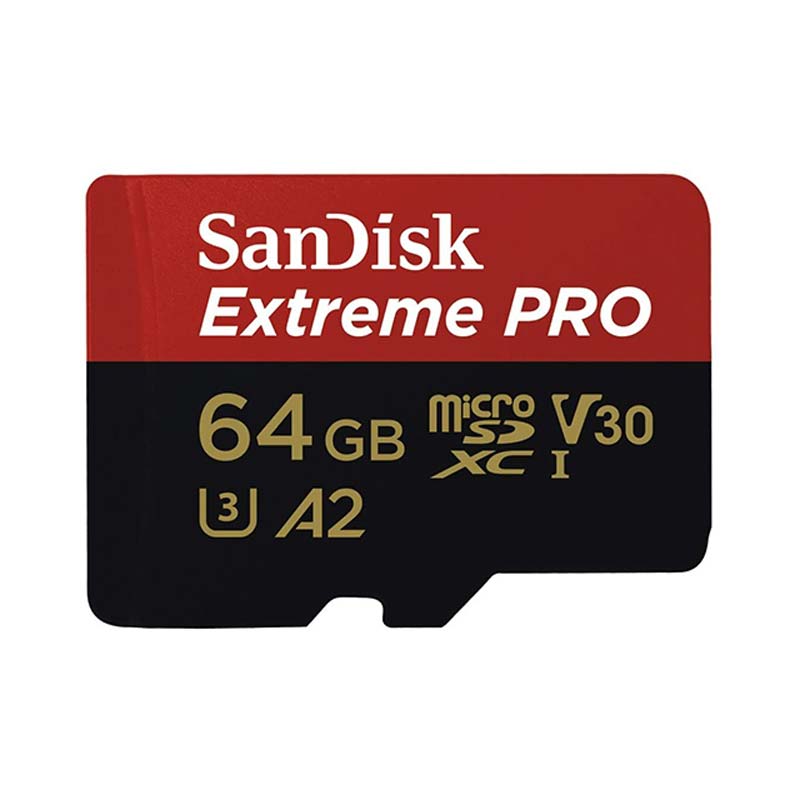 SanDisk
Extreme PRO
64 GB
micro SD XC I
V30
U3 A2